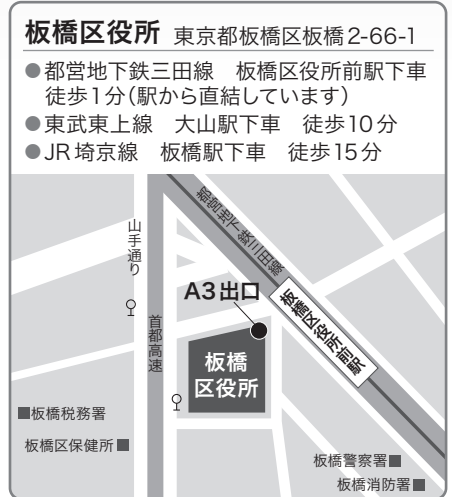 板橋区役所 東京都板橋区板橋2-66-1
●都営地下鉄三田線 板橋区役所前駅下車
徒歩1分(駅から直結しています)
●東武東上線 大山駅下車 徒歩10分
●JR埼京線 板橋駅下車 徒歩15分
都営地下鉄三田線
山手通り
A3出口
板橋区役所前駅
首都高速
板橋
区役所
■板橋税務署
板橋区保健所■
板橋警察署■
板橋消防署■